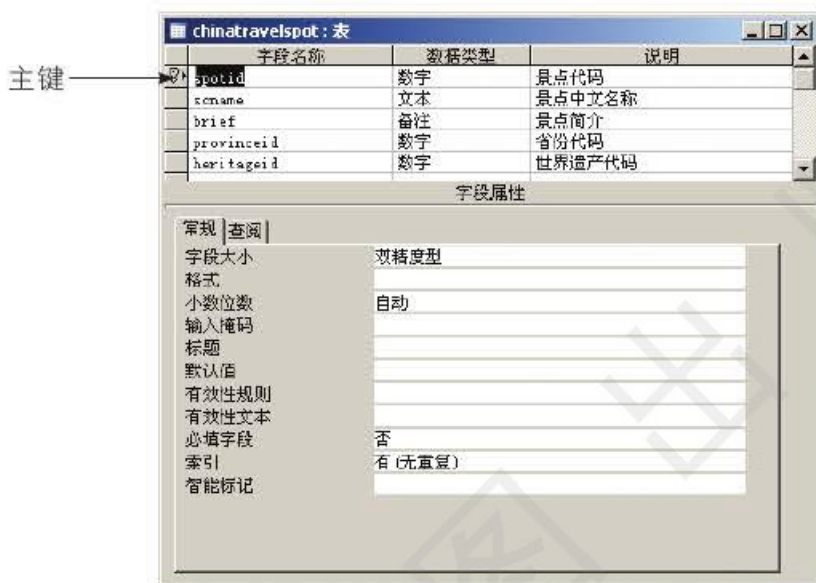 chinatravelspot : 表
字段名称 数据类型 说明
主键
spotid 数字 景点代码
scname 文本 景点中文名称
brief 备注 景点简介
provinceid 数字 省份代码
heritageid 数字 世界遗产代码
字段属性
常规 查阅
字段大小 双精度型
格式
小数位数 自动
输入掩码
标题
默认值
有效性规则
有效性文本
必填字段 否
索引 有(无重复)
智能标记
图 出